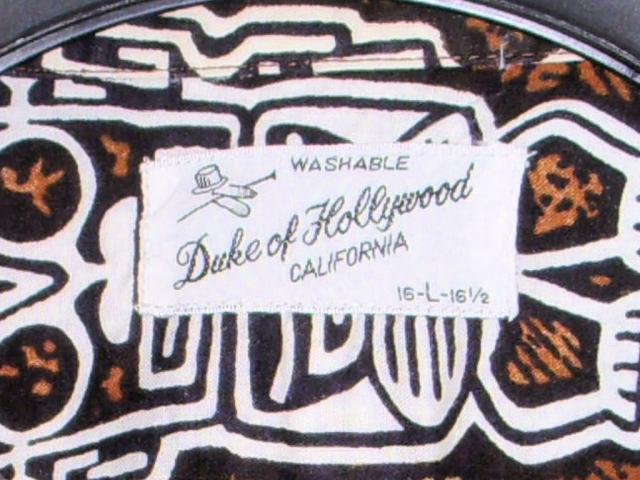 WASHABLE
Duke of Hollywood
CALIFORNIA
16-L-16½